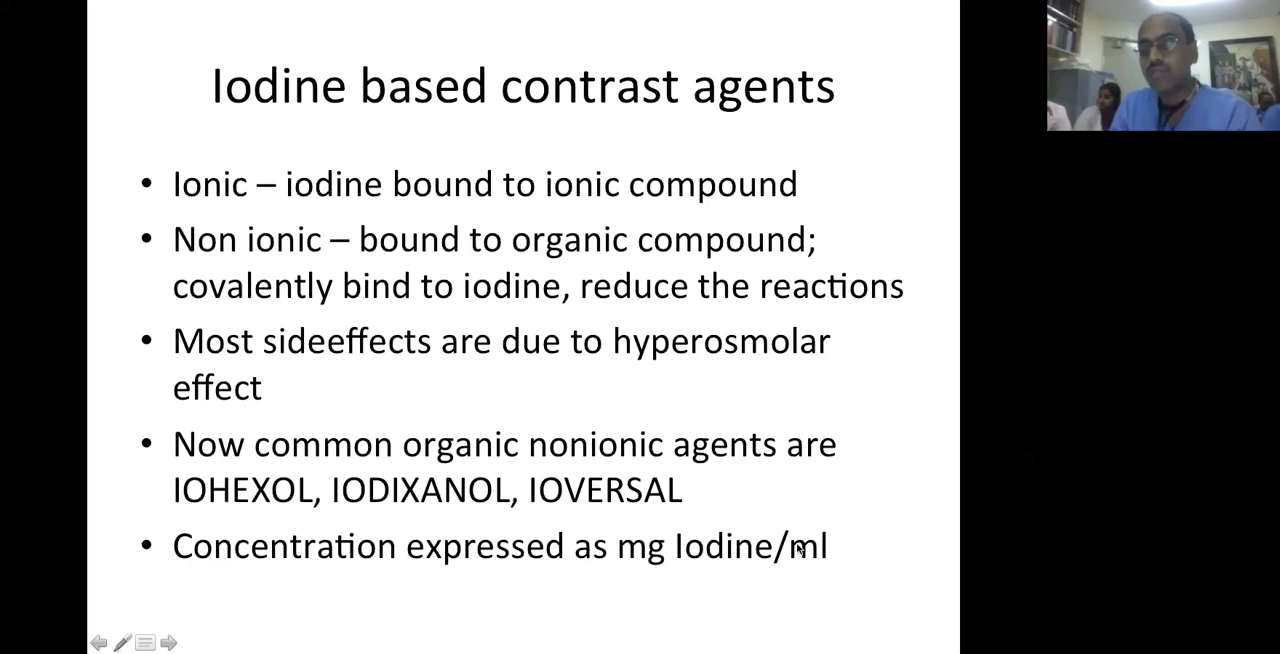 Iodine based contrast agents
• Ionic – iodine bound to ionic compound
• Non ionic – bound to organic compound;
covalently bind to iodine, reduce the reactions
• Most sideeffects are due to hyperosmolar
effect
• Now common organic nonionic agents are
IOHEXOL, IODIXANOL, IOVERSAL
• Concentration expressed as mg Iodine/ml